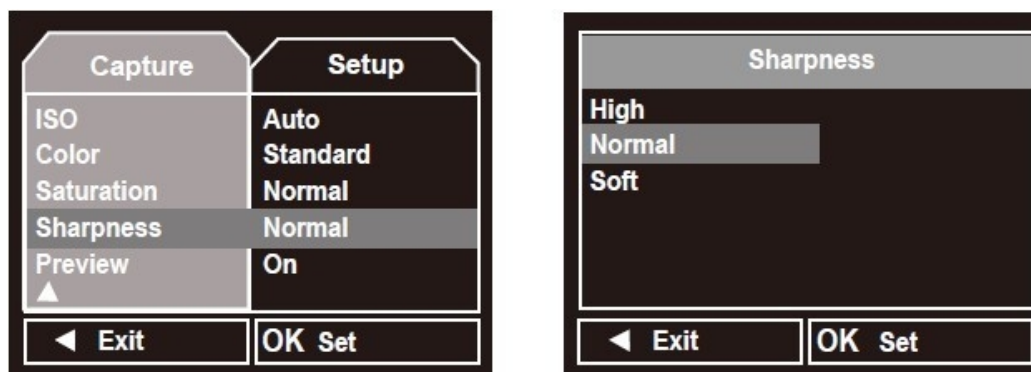 Capture Setup
ISO Auto
Color Standard
Saturation Normal
Sharpness Normal
Preview On
Exit OK Set
Sharpness
High
Normal
Soft
Exit OK Set